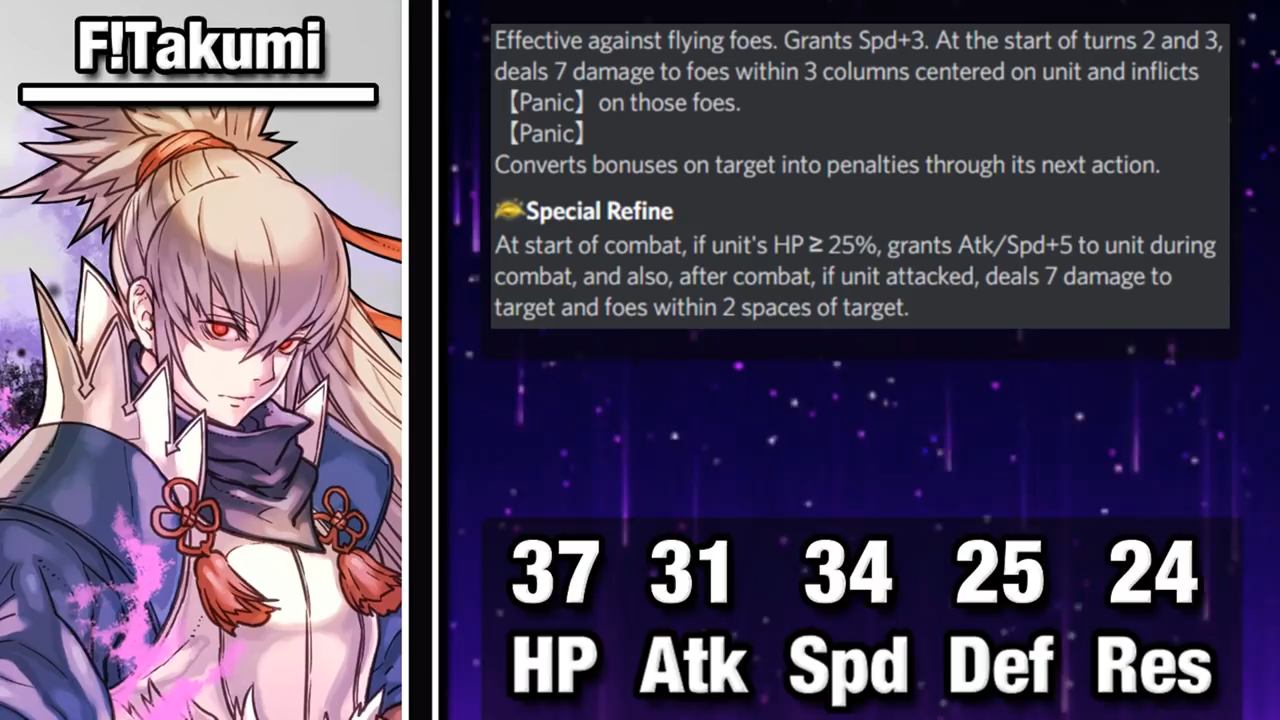 F!Takumi
Effective against flying foes. Grants Spd+3. At the start of turns 2 and 3,
deals 7 damage to foes within 3 columns centered on unit and inflicts
【Panic】 on those foes.
【Panic】
Converts bonuses on target into penalties through its next action.
Special Refine
At start of combat, if unit's HP ≥ 25%, grants Atk/Spd+5 to unit during
combat, and also, after combat, if unit attacked, deals 7 damage to
target and foes within 2 spaces of target.
37 31 34 25 24
HP Atk Spd Def Res